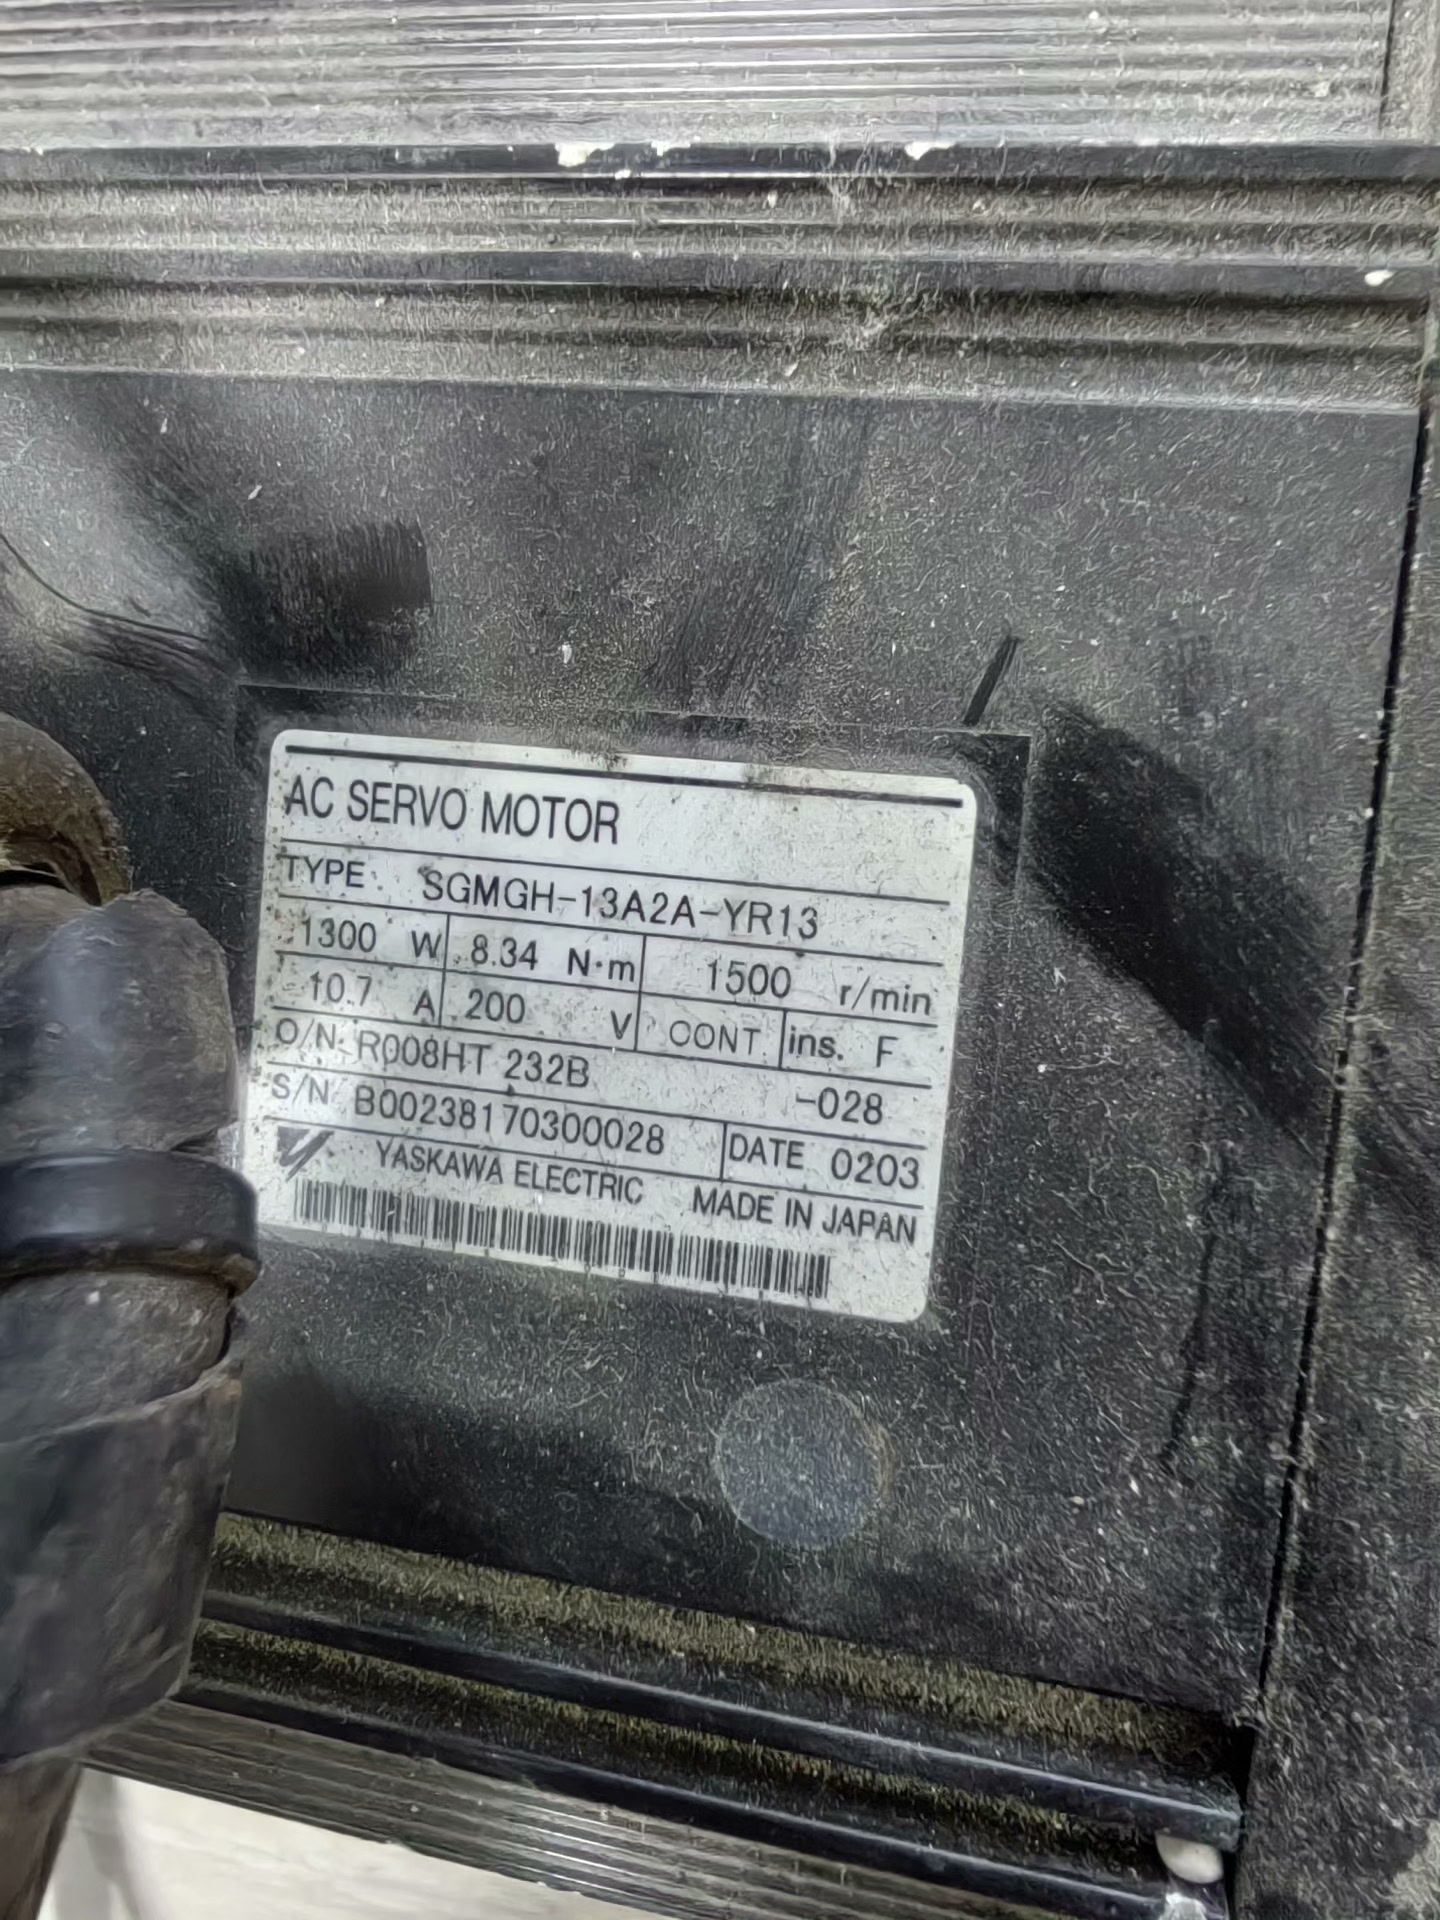 AC SERVO MOTOR
TYPE SGMGH-13A2A-YR13
1300 W 8.34 N·m 1500 r/min
10.7 A 200 V CONT. ins. F
O/N R008HT 232B -028
S/N B00238170300028 DATE 0203
YASKAWA ELECTRIC MADE IN JAPAN